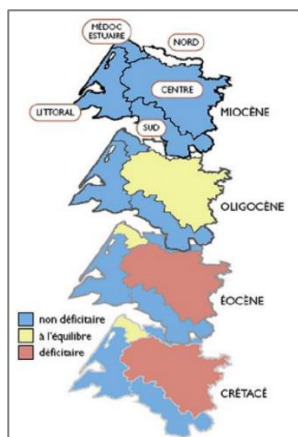 MÉDOC
ESTUAIRE
NORD
CENTRE
LITTORAL
MIOCÈNE
SUD
OLIGOCÈNE
ÉOCÈNE
non déficitaire
à l'équilibre
déficitaire
CRÉTACÉ